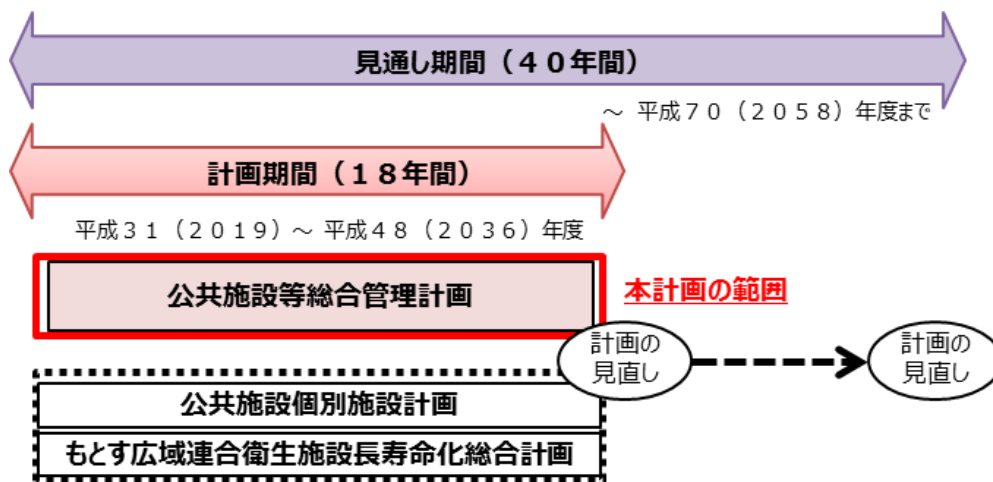 見通し期間（４０年間）
～ 平成７０（２０５８）年度まで
計画期間（１８年間）
平成３１（２０１９）～ 平成４８（２０３６）年度
公共施設等総合管理計画
本計画の範囲
計画の
見直し
計画の
見直し
公共施設個別施設計画
もとす広域連合衛生施設長寿命化総合計画